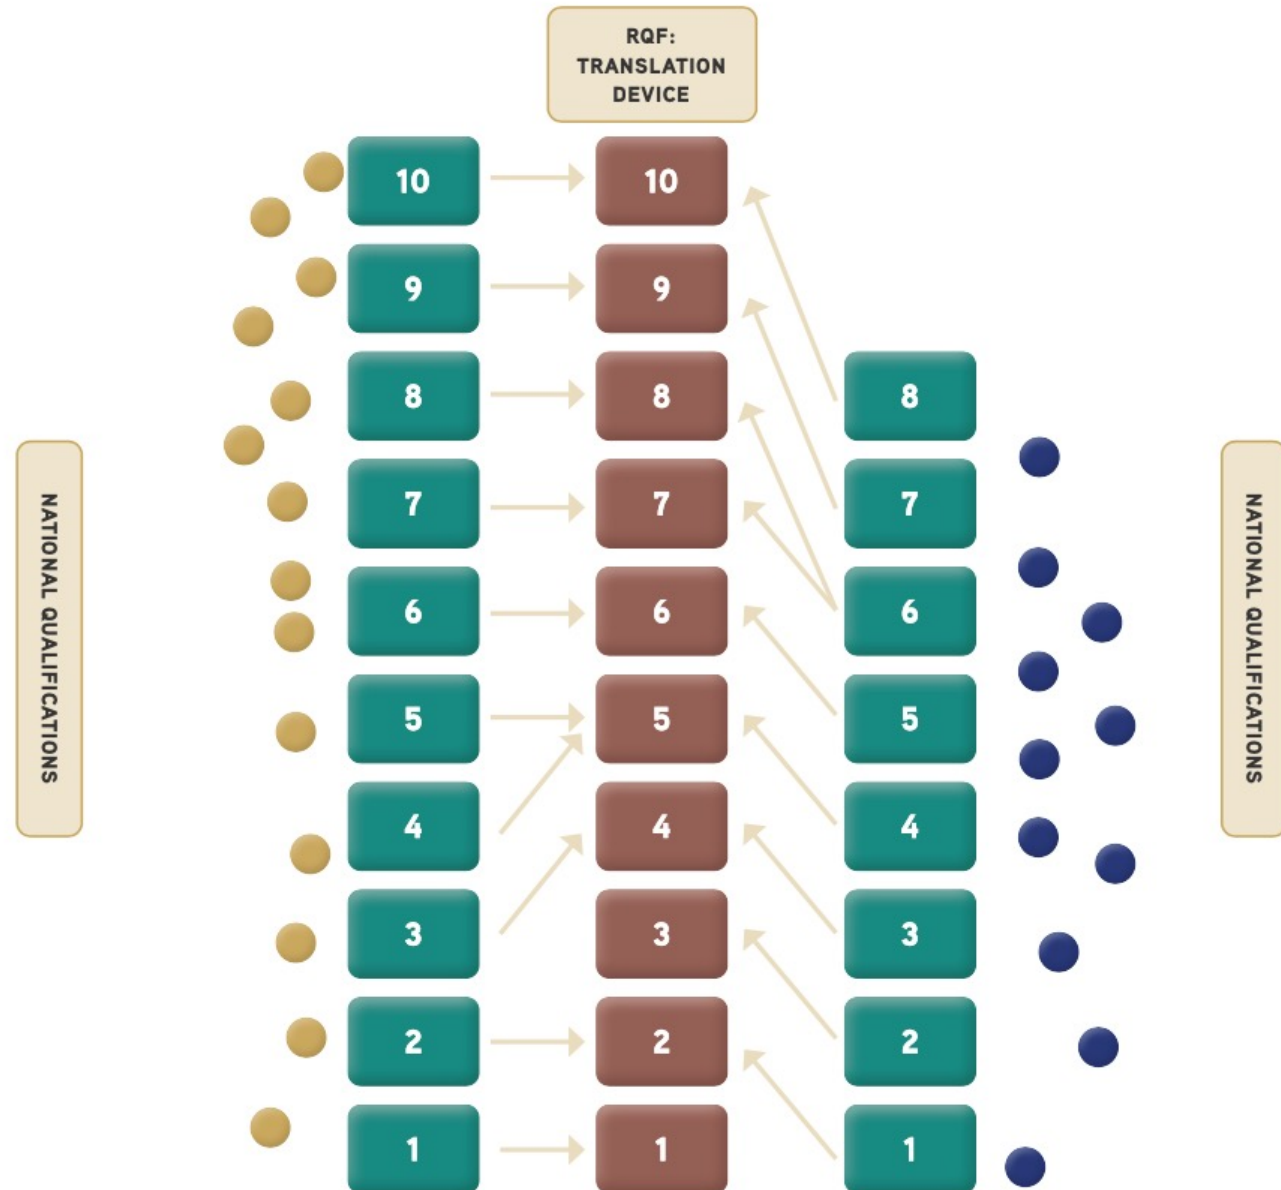 RQF:
TRANSLATION
DEVICE
10 10
9 9
8 8 8
7 7 7
6 6 6
5 5 5
4 4 4
3 3 3
2 2 2
1 1 1
NATIONAL QUALIFICATIONS
NATIONAL QUALIFICATIONS